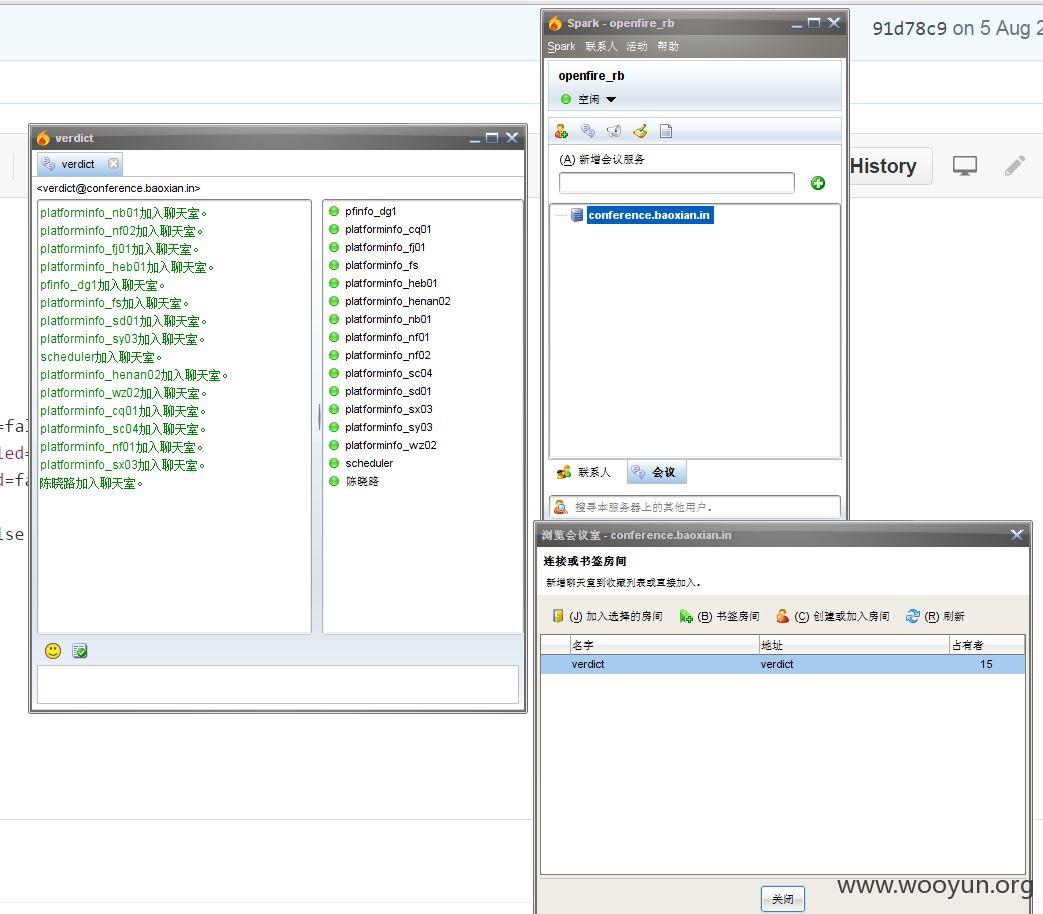 91d78c9 on 5 Aug 2
History
=fal
led=
d=fa
lse
verdict
verdict
<verdict@conference.baoxian.in>
platforminfo_nb01加入聊天室。
platforminfo_nf02加入聊天室。
platforminfo_fj01加入聊天室。
platforminfo_heb01加入聊天室。
pfinfo_dg1加入聊天室。
platforminfo_fs加入聊天室。
platforminfo_sd01加入聊天室。
platforminfo_sy03加入聊天室。
scheduler加入聊天室。
platforminfo_henan02加入聊天室。
platforminfo_wz02加入聊天室。
platforminfo_cq01加入聊天室。
platforminfo_sc04加入聊天室。
platforminfo_nf01加入聊天室。
platforminfo_sx03加入聊天室。
陈晓路加入聊天室。
pfinfo_dg1
platforminfo_cq01
platforminfo_fj01
platforminfo_fs
platforminfo_heb01
platforminfo_henan02
platforminfo_nb01
platforminfo_nf01
platforminfo_nf02
platforminfo_sc04
platforminfo_sd01
platforminfo_sx03
platforminfo_sy03
platforminfo_wz02
scheduler
陈晓路
Spark - openfire_rb
Spark 联系人 活动 帮助
openfire_rb
空闲
(A) 新增会议服务
conference.baoxian.in
联系人 会议
搜寻本服务器上的其他用户.
浏览会议室 - conference.baoxian.in
连接或书签房间
新增聊天室到收藏列表或直接加入.
(J) 加入选择的房间 (B) 书签房间 (C) 创建或加入房间 (R) 刷新
名字 地址 占有者
verdict verdict 15
关闭
www.wooyun.org